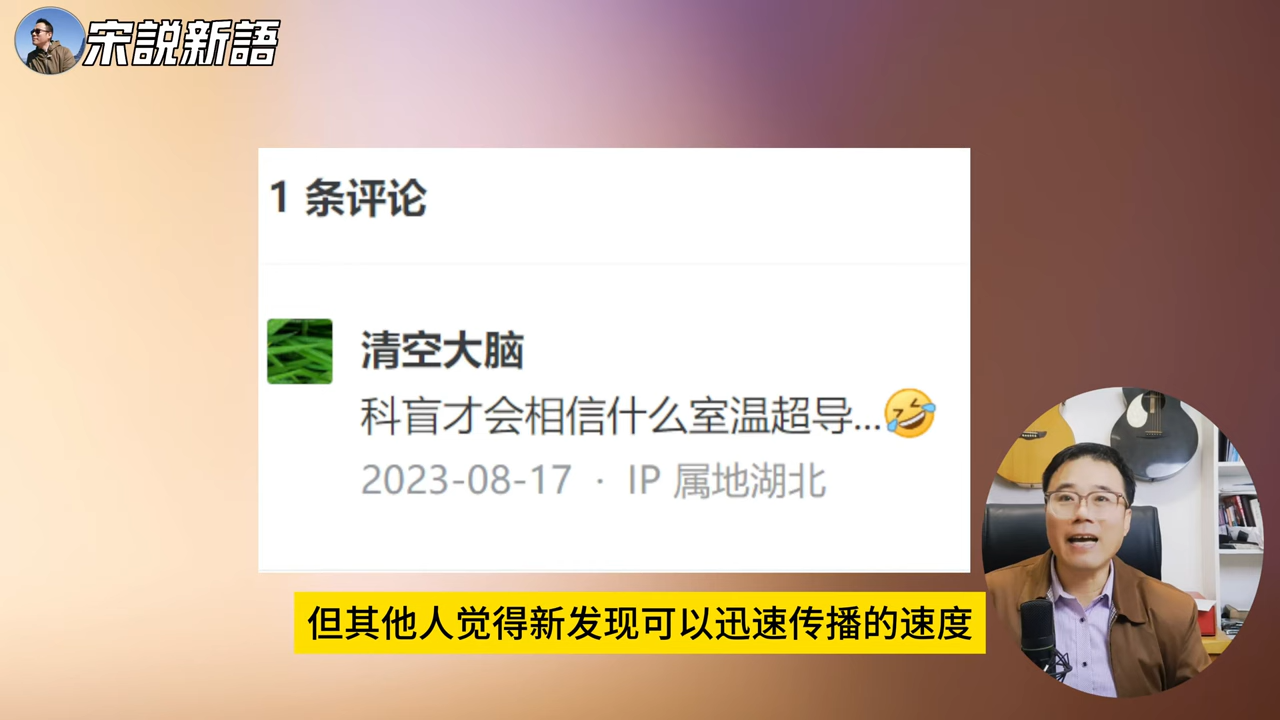 宋説新語
1 条评论
清空大脑
科盲才会相信什么室温超导...🤣
2023-08-17 · IP 属地湖北
但其他人觉得新发现可以迅速传播的速度